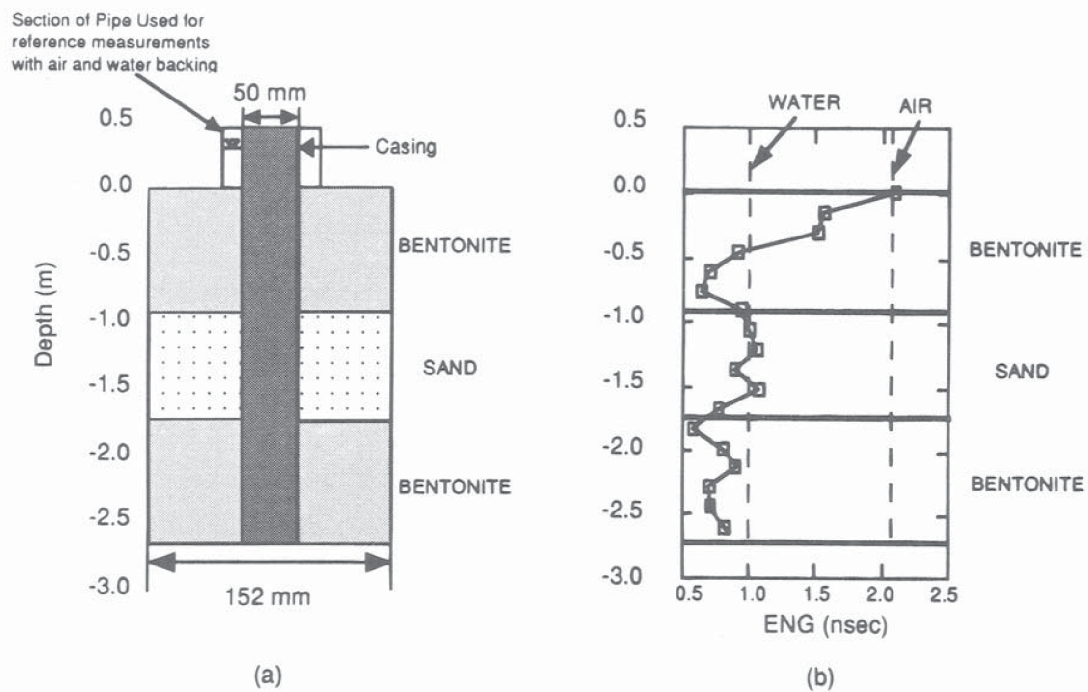 Section of Pipe Used for
reference measurements
with air and water backing
50 mm
Casing
0.5
0.0
-0.5
-1.0
-1.5
-2.0
-2.5
-3.0
Depth (m)
BENTONITE
SAND
BENTONITE
152 mm
(a)
WATER
AIR
0.5
0.0
-0.5
-1.0
-1.5
-2.0
-2.5
-3.0
BENTONITE
SAND
BENTONITE
0.5 1.0 1.5 2.0 2.5
ENG (nsec)
(b)